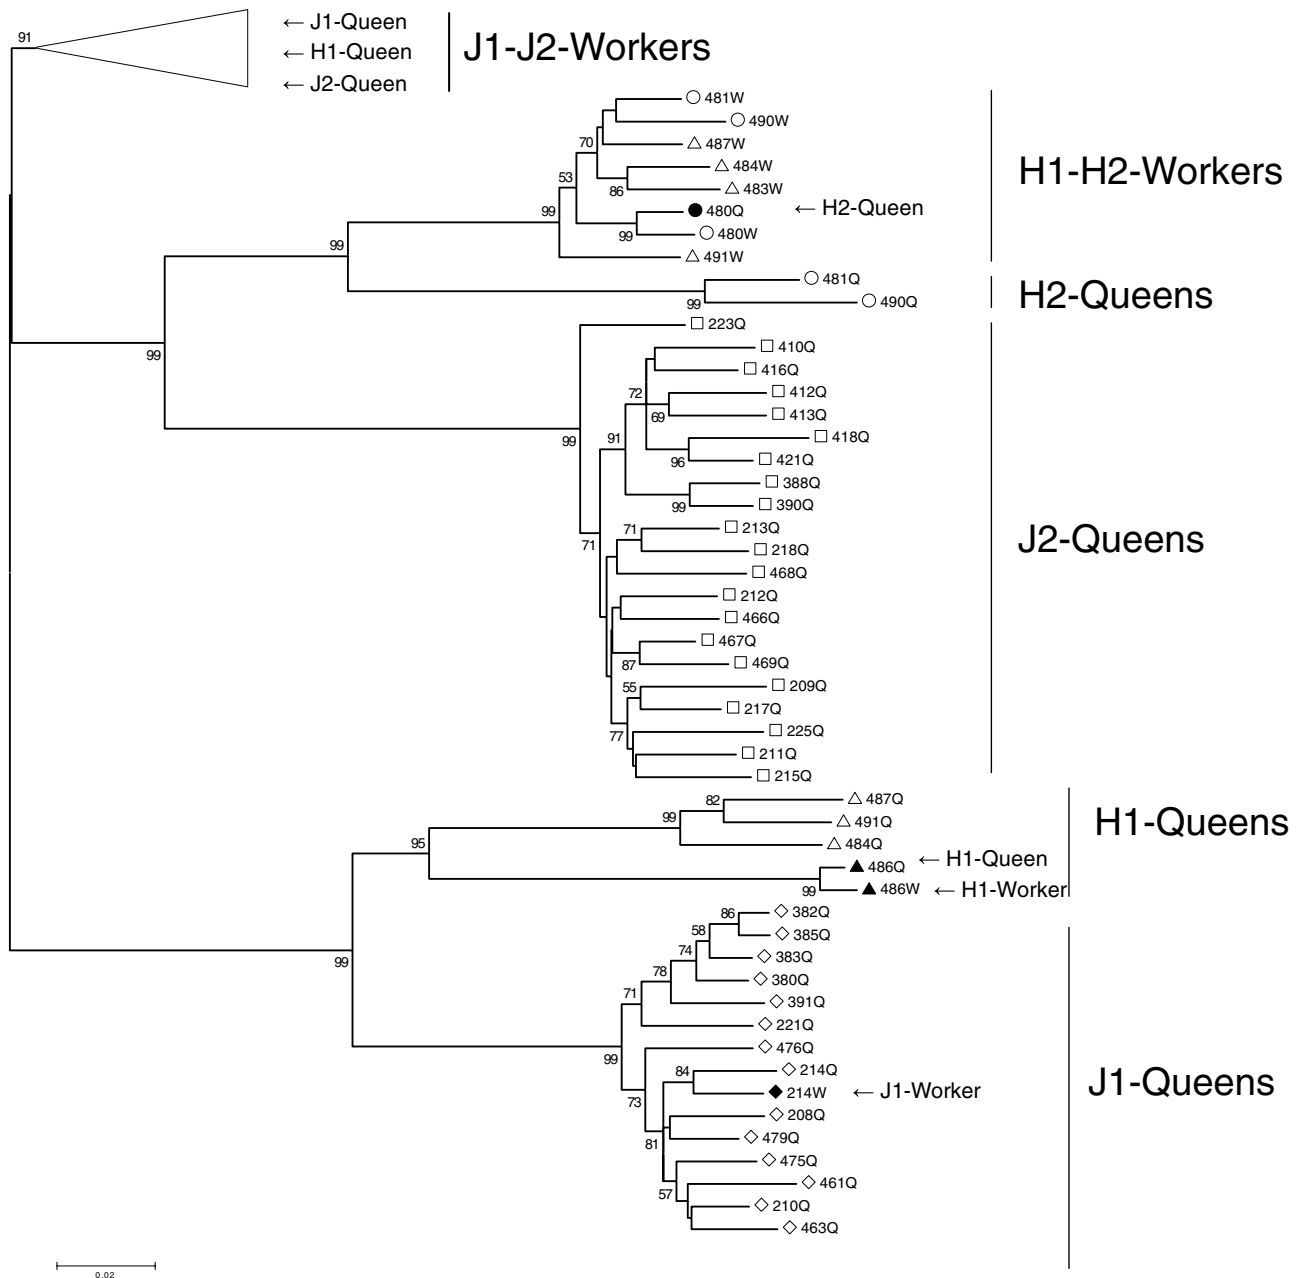 91
← J1-Queen
← H1-Queen
← J2-Queen
J1-J2-Workers
481W
490W
70
487W
484W
53
86
483W
99
480Q
← H2-Queen
99
480W
H1-H2-Workers
99
491W
481Q
99
490Q
H2-Queens
223Q
99
410Q
416Q
72
412Q
69
413Q
91
418Q
99
96
421Q
388Q
99
390Q
71
213Q
71
218Q
J2-Queens
468Q
212Q
466Q
467Q
87
469Q
55
209Q
217Q
77
225Q
211Q
215Q
82
487Q
99
491Q
H1-Queens
95
484Q
486Q
← H1-Queen
99
486W
← H1-Worker
86
382Q
58
385Q
74
383Q
99
78
380Q
71
391Q
221Q
99
476Q
84
214Q
73
214W
← J1-Worker
J1-Queens
208Q
81
479Q
475Q
57
461Q
210Q
463Q
0.02